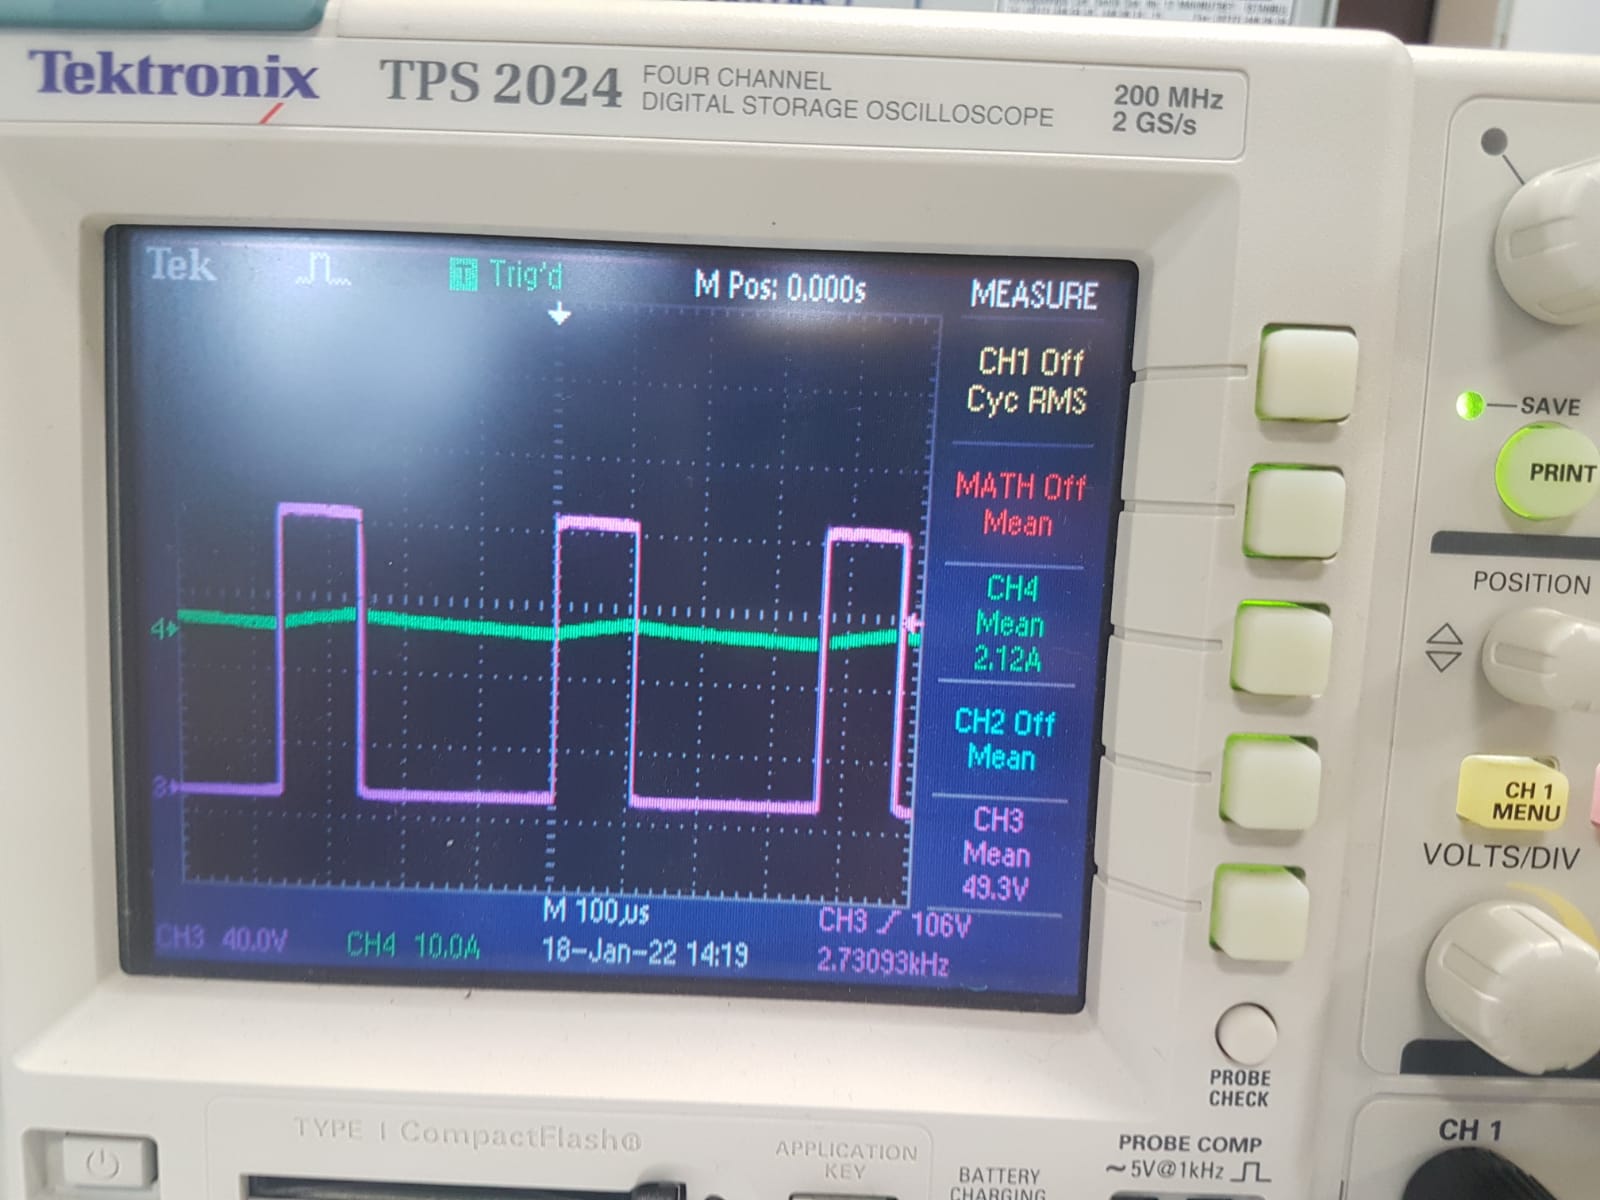 Tektronix TPS 2024 FOUR CHANNEL
DIGITAL STORAGE OSCILLOSCOPE
200 MHz
2 GS/s
Tek
T Trig'd
M Pos: 0.000s
MEASURE
CH1 Off
Cyc RMS
MATH Off
Mean
CH4
Mean
2.12A
CH2 Off
Mean
CH3
Mean
49.3V
4
3
CH3 40.0V
CH4 10.0A
M 100µs
18-Jan-22 14:19
CH3 106V
2.73093kHz
SAVE
PRINT
POSITION
CH 1
MENU
VOLTS/DIV
PROBE
CHECK
TYPE I CompactFlash®
APPLICATION
KEY
BATTERY
CHARGING
PROBE COMP
~5V@1kHz
CH 1